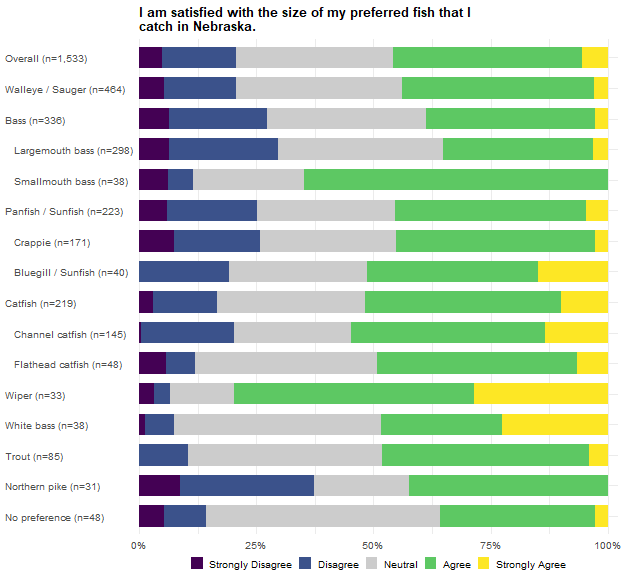 I am satisfied with the size of my preferred fish that I
catch in Nebraska.
Overall (n=1,533)
Walleye / Sauger (n=464)
Bass (n=336)
Largemouth bass (n=298)
Smallmouth bass (n=38)
Panfish / Sunfish (n=223)
Crappie (n=171)
Bluegill / Sunfish (n=40)
Catfish (n=219)
Channel catfish (n=145)
Flathead catfish (n=48)
Wiper (n=33)
White bass (n=38)
Trout (n=85)
Northern pike (n=31)
No preference (n=48)
0% 25% 50% 75% 100%
Strongly Disagree Disagree Neutral Agree Strongly Agree